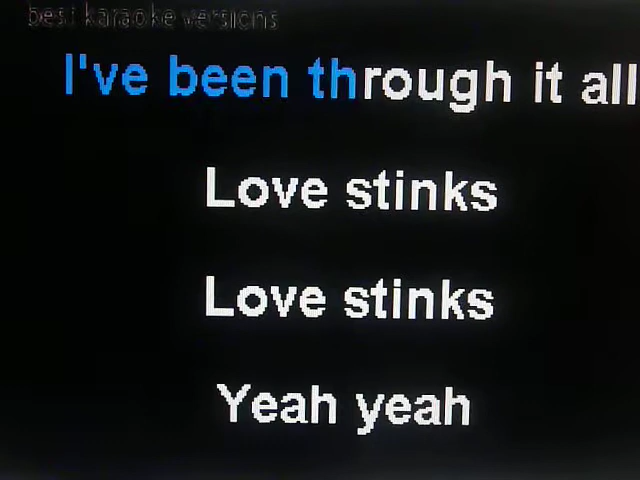 best karaoke versions
I've been through it all
Love stinks
Love stinks
Yeah yeah